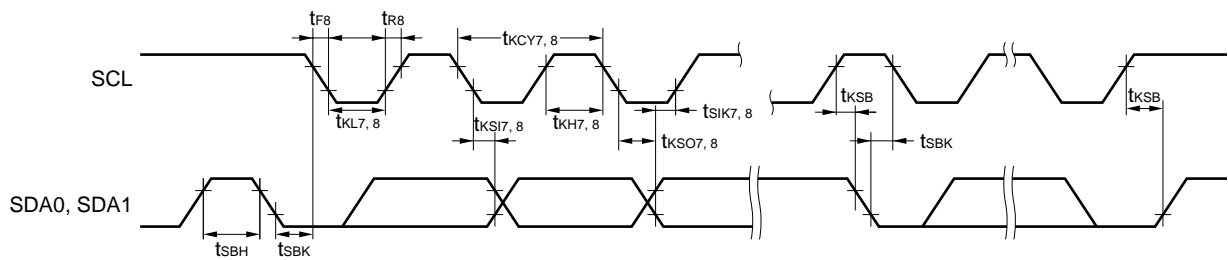 tF8 tR8
tKCY7, 8
SCL
tKSB tKSB
tSIK7, 8
tKL7, 8 tKH7, 8
tKSI7, 8 tKSO7, 8 tSBK
SDA0, SDA1
tSBH tSBK